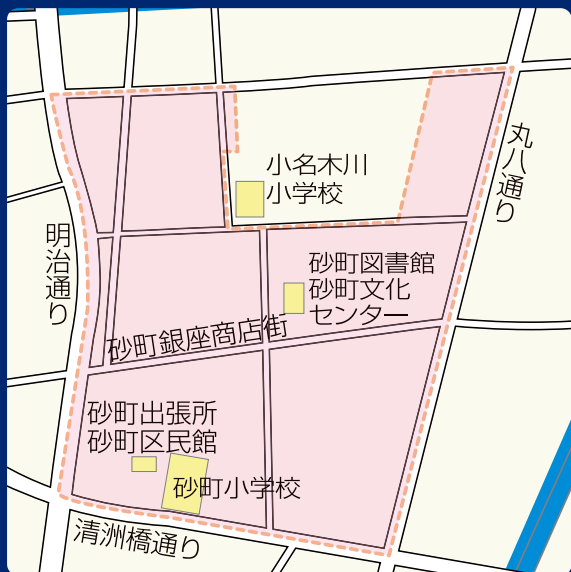 小名木川
小学校
丸八通り
明治通り
砂町図書館
砂町文化
センター
砂町銀座商店街
砂町出張所
砂町区民館
砂町小学校
清洲橋通り